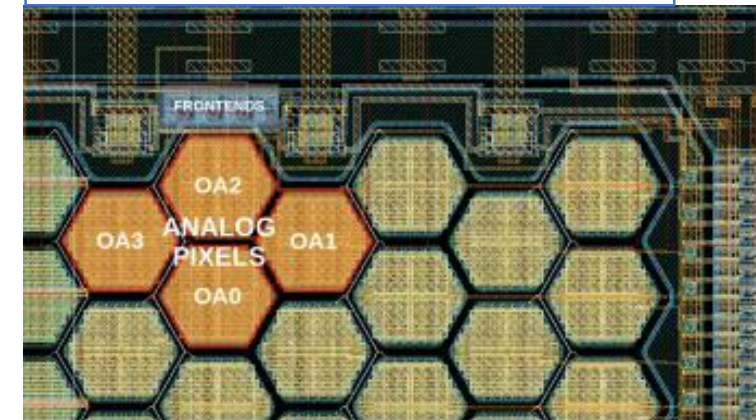 FRONTENDS
OA2
ANALOG
PIXELS
OA3
OA1
OA0